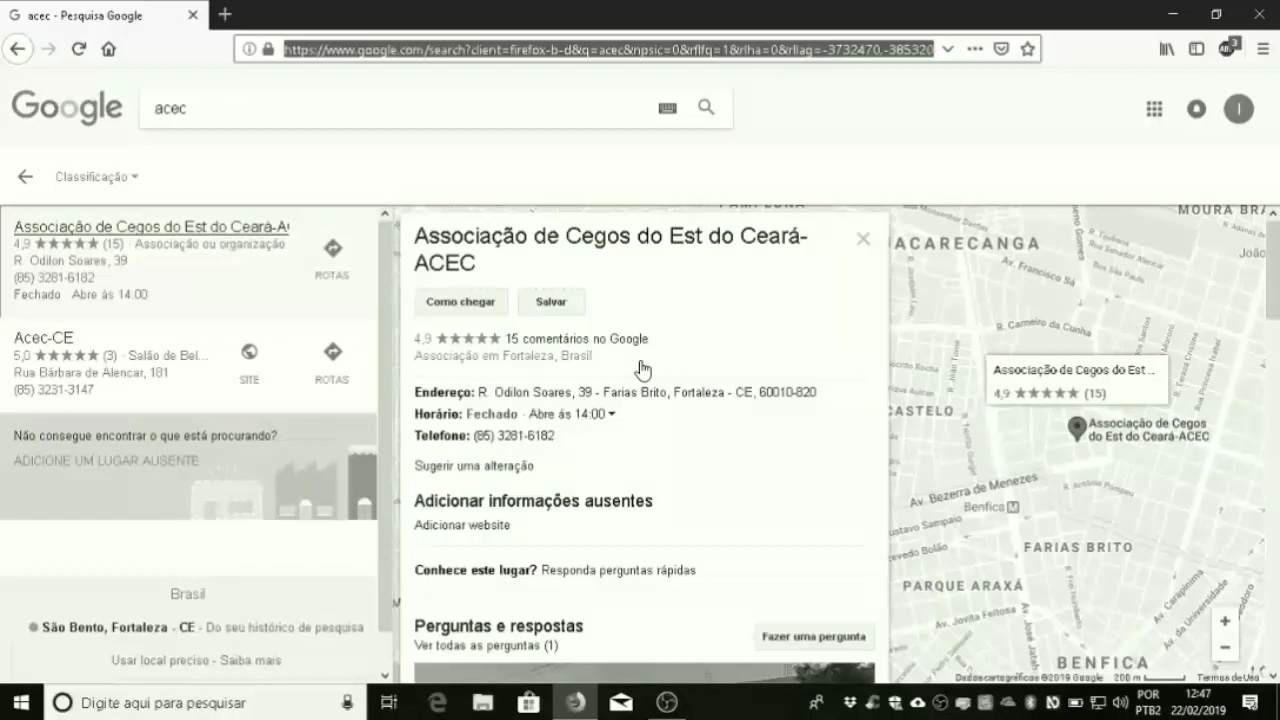 acec - Pesquisa Google
https://www.google.com/search?client=firefox-b-d&q=acec&npsic=0&rflfq=1&rlha=0&rllag=-3732470,-385320
3
Google
acec
I
Classificação
Associação de Cegos do Est do Ceará-A
4,9 ★★★★★ (15) · Associação ou organização
R. Odilon Soares, 39
(85) 3281-6182
Fechado · Abre às 14:00
ROTAS
Acec-CE
5,0 ★★★★★ (3) · Salão de Bel...
Rua Bárbara de Alencar, 181
(85) 3231-3147
SITE
ROTAS
Não consegue encontrar o que está procurando?
ADICIONE UM LUGAR AUSENTE
Brasil
São Bento, Fortaleza - CE - Do seu histórico de pesquisa
Usar local preciso - Saiba mais
Associação de Cegos do Est do Ceará-
ACEC
Como chegar
Salvar
4,9 ★★★★★ 15 comentários no Google
Associação em Fortaleza, Brasil
Endereço: R. Odilon Soares, 39 - Farias Brito, Fortaleza - CE, 60010-820
Horário: Fechado · Abre às 14:00
Telefone: (85) 3281-6182
Sugerir uma alteração
Adicionar informações ausentes
Adicionar website
Conhece este lugar? Responda perguntas rápidas
Perguntas e respostas
Ver todas as perguntas (1)
Fazer uma pergunta
MOURA BRA
JACARECANGA
Av. Francisco Sá
R. Carneiro da Cunha
Associação de Cegos do Est ...
4,9 ★★★★★ (15)
CASTELO
Associação de Cegos
do Est do Ceará-ACEC
Av. Bezerra de Menezes
Benfica M
FARIAS BRITO
PARQUE ARAXÁ
Av. Jovita Feitosa
BENFICA
+
−
Dados cartográficos ©2019 Google
200 m
Termos de Us
Digite aqui para pesquisar
POR
PTB2
12:47
22/02/2019